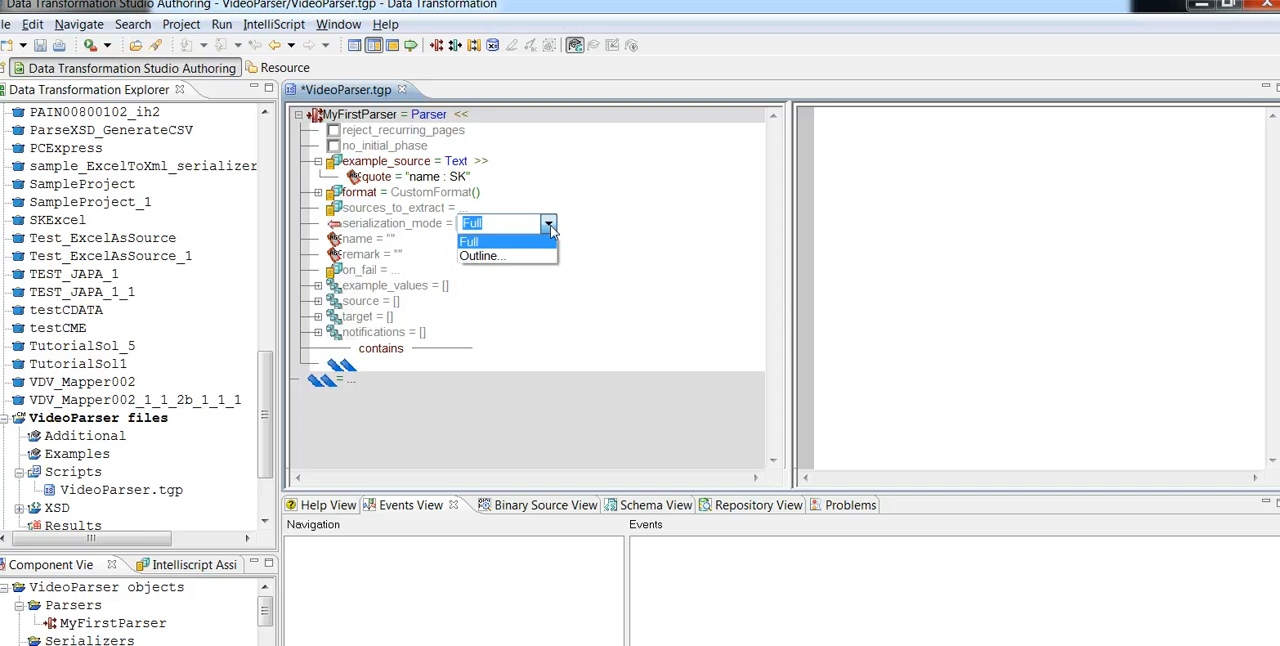 Data Transformation Studio Authoring - VideoParser/VideoParser.tgp - Data Transformation
le Edit Navigate Search Project Run IntelliScript Window Help
Data Transformation Studio Authoring Resource
Data Transformation Explorer
PAIN00800102_ih2
ParseXSD_GenerateCSV
PCExpress
sample_ExcelToXml_serializer
SampleProject
SampleProject_1
SKExcel
Test_ExcelAsSource
Test_ExcelAsSource_1
TEST_JAPA_1
TEST_JAPA_1_1
testCDATA
testCME
TutorialSol_5
TutorialSol1
VDV_Mapper002
VDV_Mapper002_1_1_2b_1_1_1
VideoParser files
Additional
Examples
Scripts
VideoParser.tgp
XSD
Results
*VideoParser.tgp
MyFirstParser = Parser <<
reject_recurring_pages
no_initial_phase
example_source = Text >>
quote = "name : SK"
format = CustomFormat()
sources_to_extract = ...
serialization_mode = Full
Full
Outline...
name = ""
remark = ""
on_fail = ...
example_values = []
source = []
target = []
notifications = []
contains
= ...
Help View Events View Binary Source View Schema View Repository View Problems
Navigation Events
Component Vie Intelliscript Assi
VideoParser objects
Parsers
MyFirstParser
Serializers